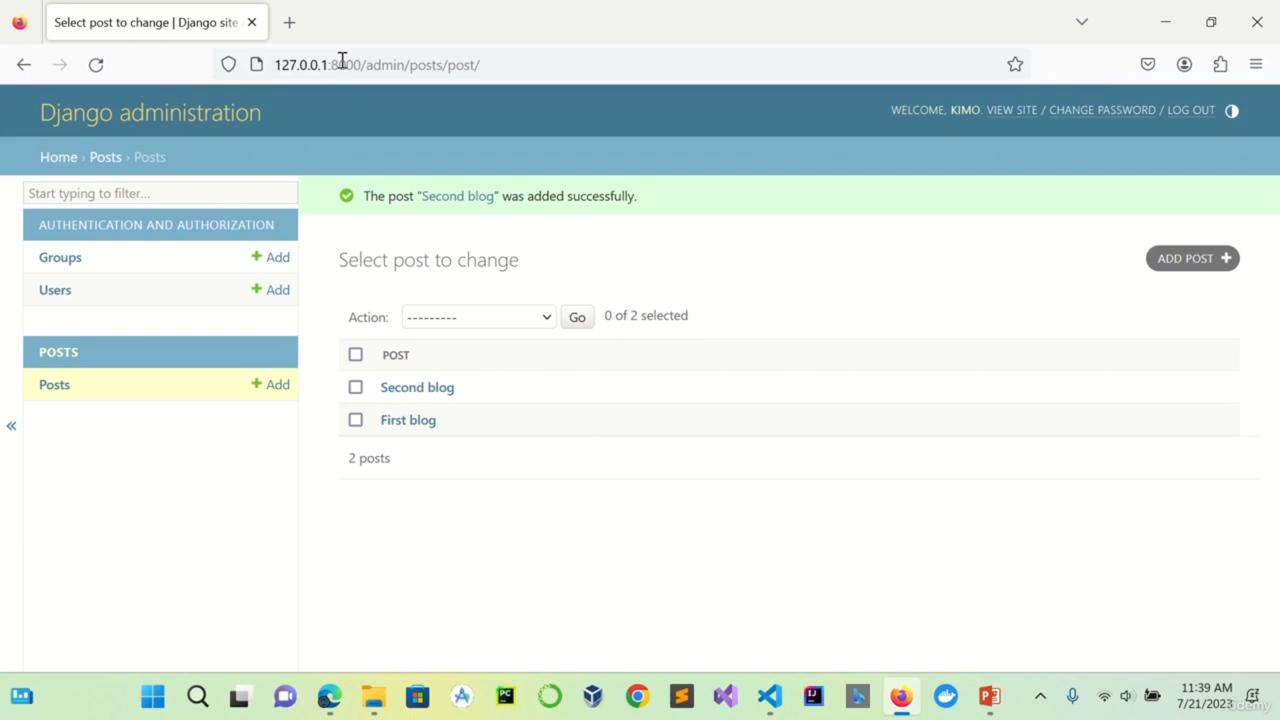 Select post to change | Django site
127.0.0.1:8000/admin/posts/post/
Django administration
WELCOME, KIMO. VIEW SITE / CHANGE PASSWORD / LOG OUT
Home › Posts › Posts
Start typing to filter...
The post “Second blog” was added successfully.
AUTHENTICATION AND AUTHORIZATION
Groups + Add
Users + Add
POSTS
Posts + Add
«
Select post to change
ADD POST +
Action: --------- Go 0 of 2 selected
POST
Second blog
First blog
2 posts
PC
11:39 AM
7/21/2023
Udemy